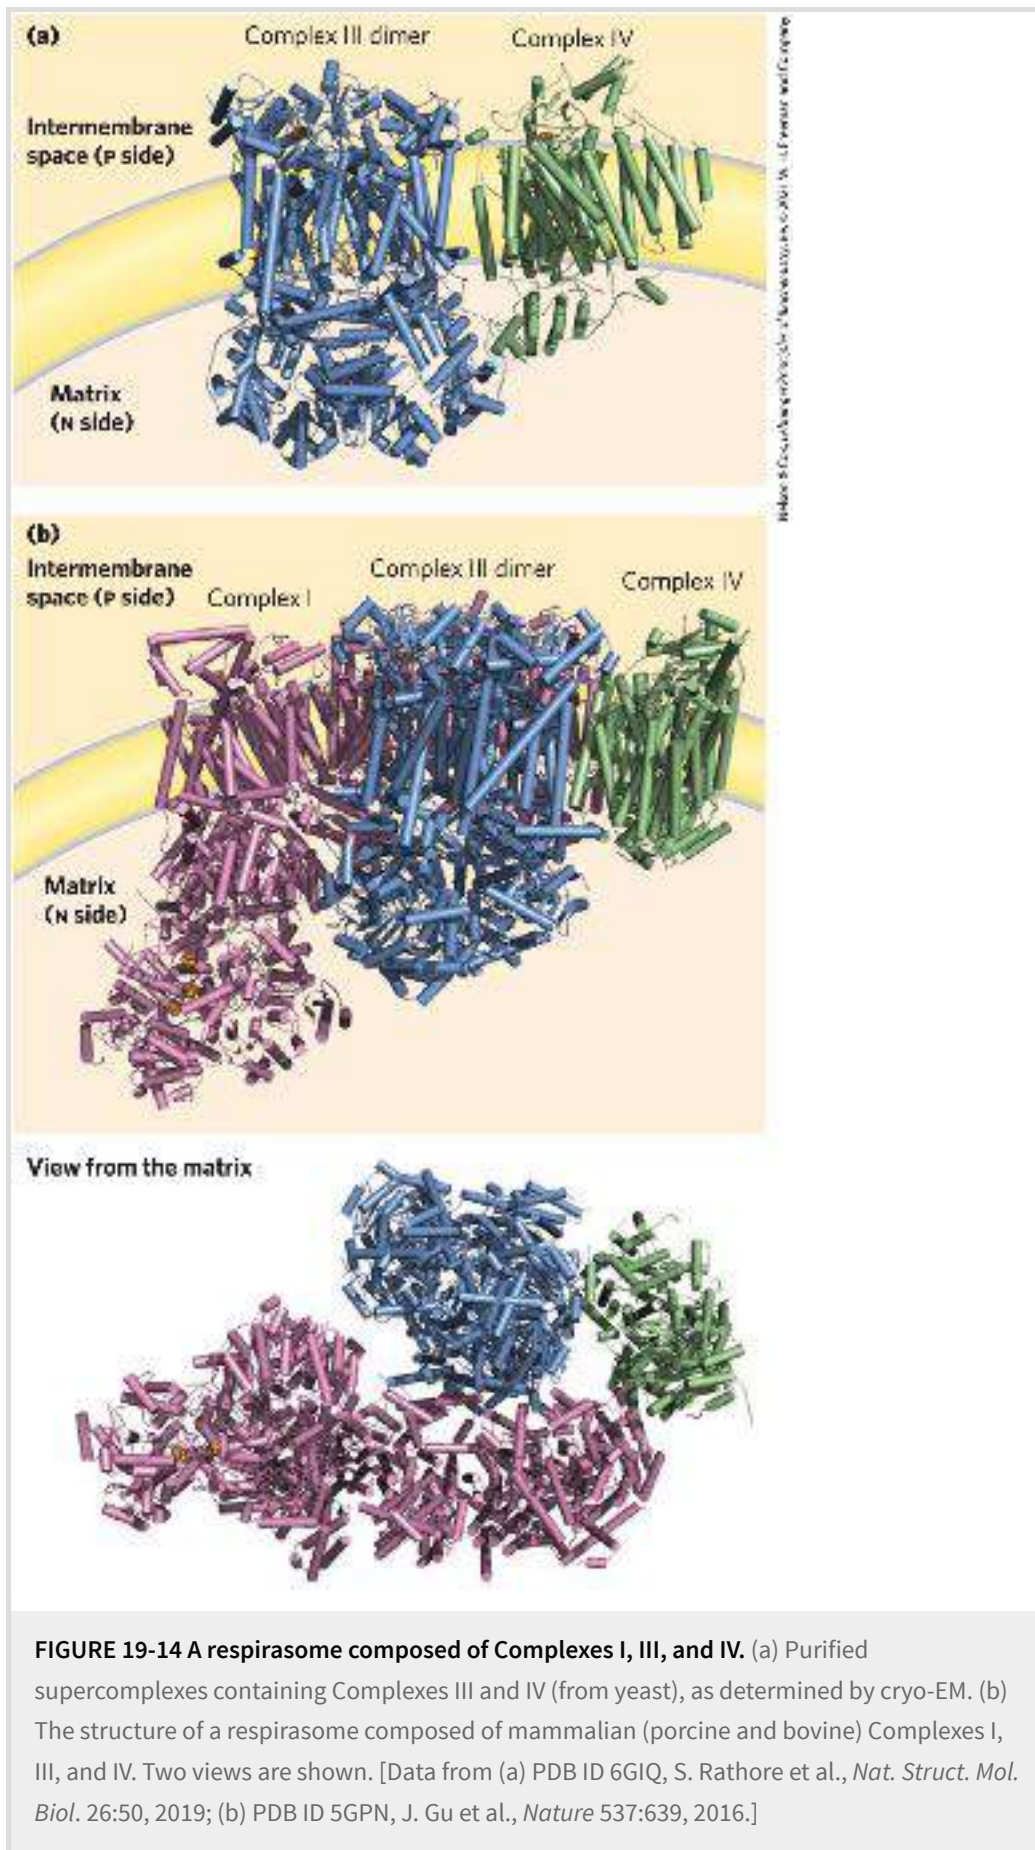 (a)
Complex III dimer
Complex IV
Intermembrane
space (P side)
Matrix
(N side)
(b)
Intermembrane
space (P side)
Complex I
Complex III dimer
Complex IV
Matrix
(N side)
View from the matrix
FIGURE 19-14 A respirasome composed of Complexes I, III, and IV. (a) Purified
supercomplexes containing Complexes III and IV (from yeast), as determined by cryo-EM. (b)
The structure of a respirasome composed of mammalian (porcine and bovine) Complexes I,
III, and IV. Two views are shown. [Data from (a) PDB ID 6GIQ, S. Rathore et al., Nat. Struct. Mol.
Biol. 26:50, 2019; (b) PDB ID 5GPN, J. Gu et al., Nature 537:639, 2016.]